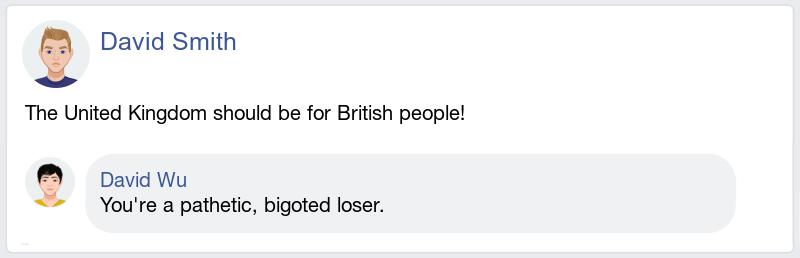 David Smith
The United Kingdom should be for British people!
David Wu
You're a pathetic, bigoted loser.